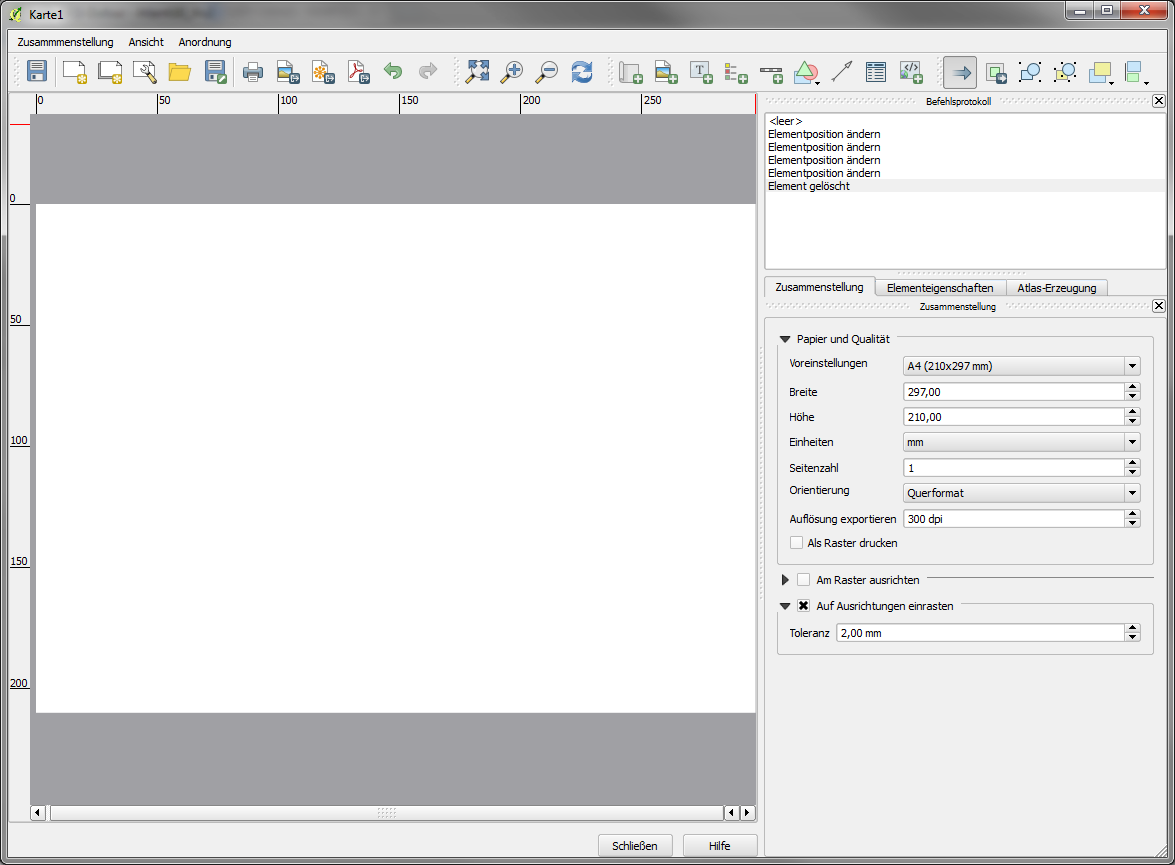 Karte1
Zusammmenstellung Ansicht Anordnung
0 50 100 150 200 250
0
50
100
150
200
Befehlsprotokoll
<leer>
Elementposition ändern
Elementposition ändern
Elementposition ändern
Elementposition ändern
Element gelöscht
Zusammenstellung Elementeigenschaften Atlas-Erzeugung
Zusammenstellung
Papier und Qualität
Voreinstellungen A4 (210x297 mm)
Breite 297,00
Höhe 210,00
Einheiten mm
Seitenzahl 1
Orientierung Querformat
Auflösung exportieren 300 dpi
Als Raster drucken
Am Raster ausrichten
Auf Ausrichtungen einrasten
Toleranz 2,00 mm
Schließen Hilfe